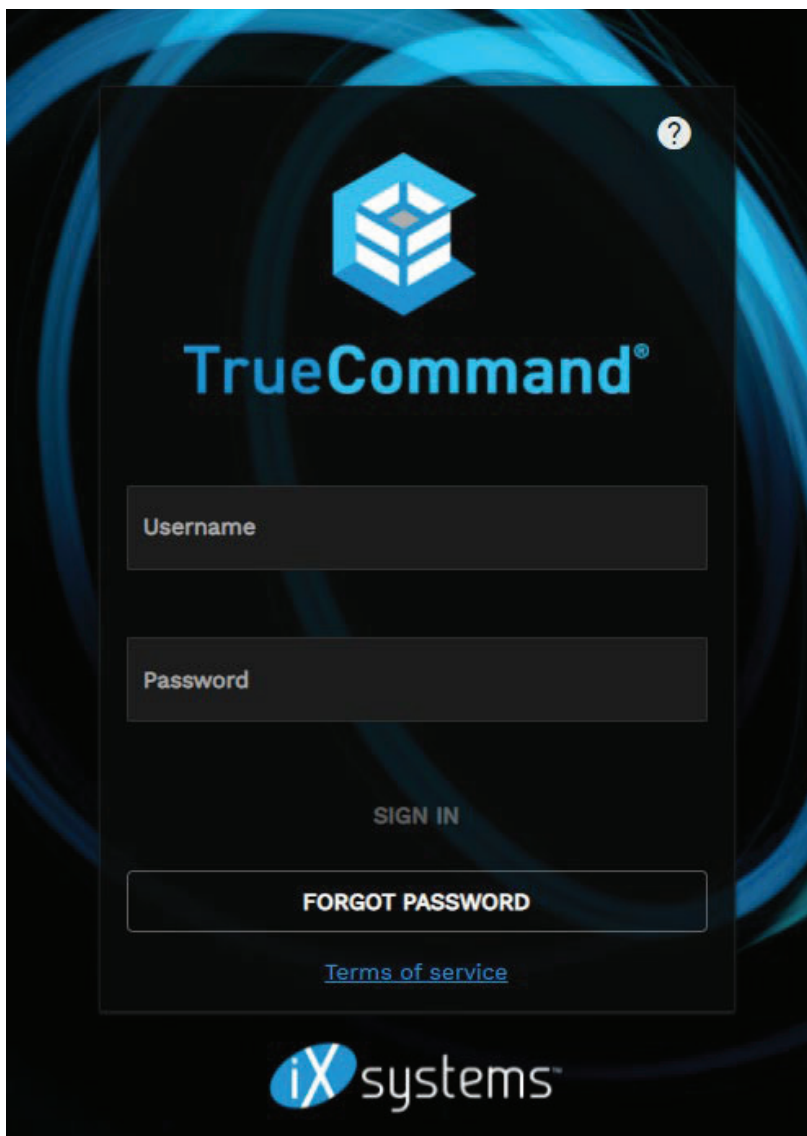 ?
TrueCommand®
Username
Password
SIGN IN
FORGOT PASSWORD
Terms of service
iX systems™